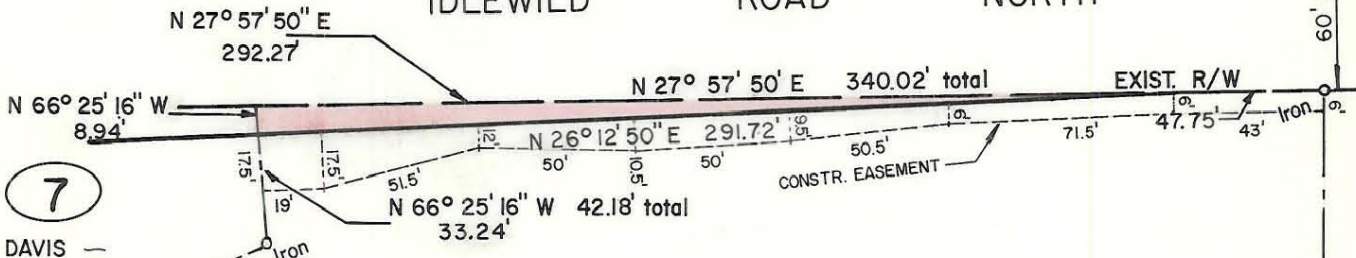 IDLEWILD ROAD NORTH
N 27° 57' 50" E
292.27'
60'
N 27° 57' 50" E 340.02' total
EXIST. R/W
N 66° 25' 16" W
8.94'
N 26° 12' 50" E 291.72'
47.75'
Iron
17.5'
17.5'
12'
10.5'
9.5'
6'
6'
6'
19'
51.5'
50'
50'
50.5'
71.5'
43'
CONSTR. EASEMENT
7
N 66° 25' 16" W 42.18' total
33.24'
DAVIS —
Iron